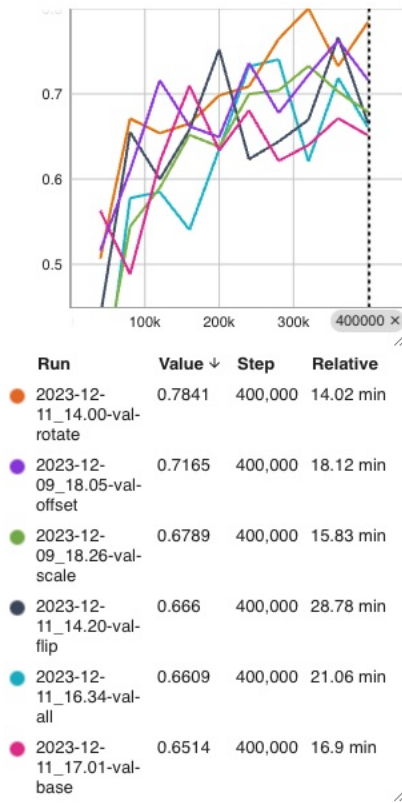 0.7
0.6
0.5
100k 200k 300k 400000 ×
Run Value ↓ Step Relative
2023-12- 0.7841 400,000 14.02 min
11_14.00-val-
rotate
2023-12- 0.7165 400,000 18.12 min
09_18.05-val-
offset
2023-12- 0.6789 400,000 15.83 min
09_18.26-val-
scale
2023-12- 0.666 400,000 28.78 min
11_14.20-val-
flip
2023-12- 0.6609 400,000 21.06 min
11_16.34-val-
all
2023-12- 0.6514 400,000 16.9 min
11_17.01-val-
base